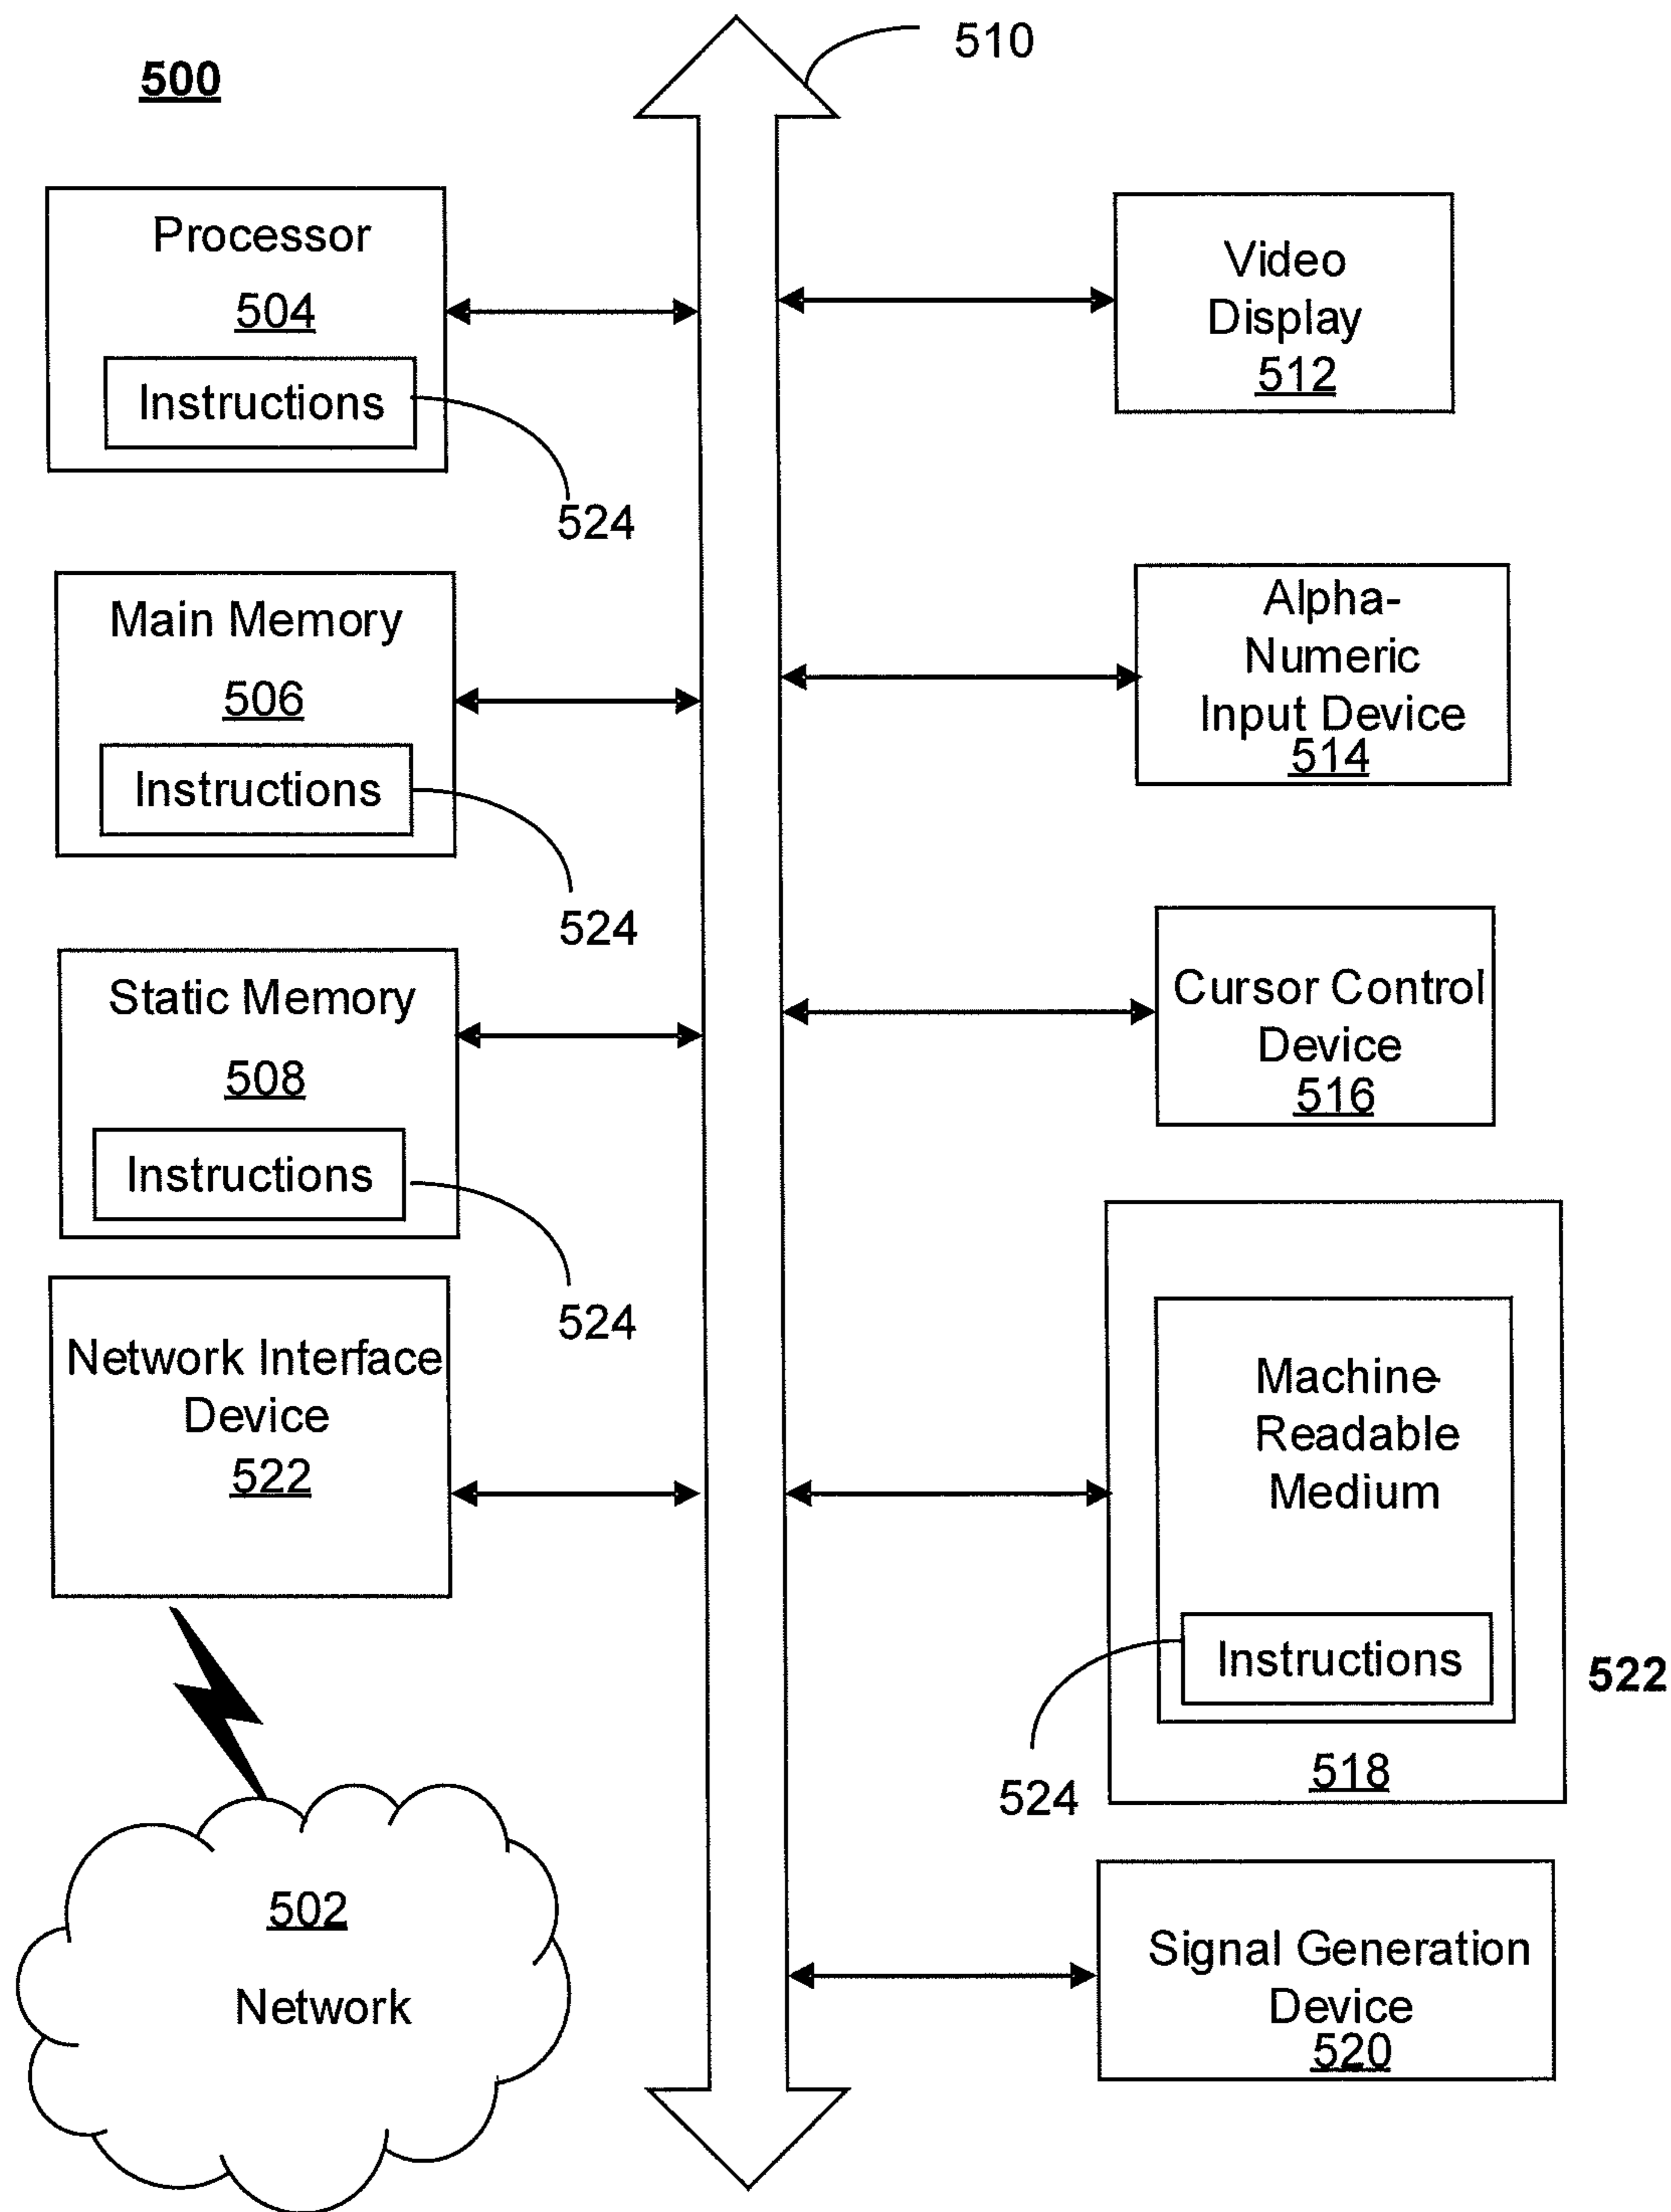 500
510
Processor
504
Instructions
524
Main Memory
506
Instructions
524
Static Memory
508
Instructions
524
Network Interface
Device
522
502
Network
Video
Display
512
Alpha-
Numeric
Input Device
514
Cursor Control
Device
516
Machine-
Readable
Medium
Instructions
524
518
522
Signal Generation
Device
520